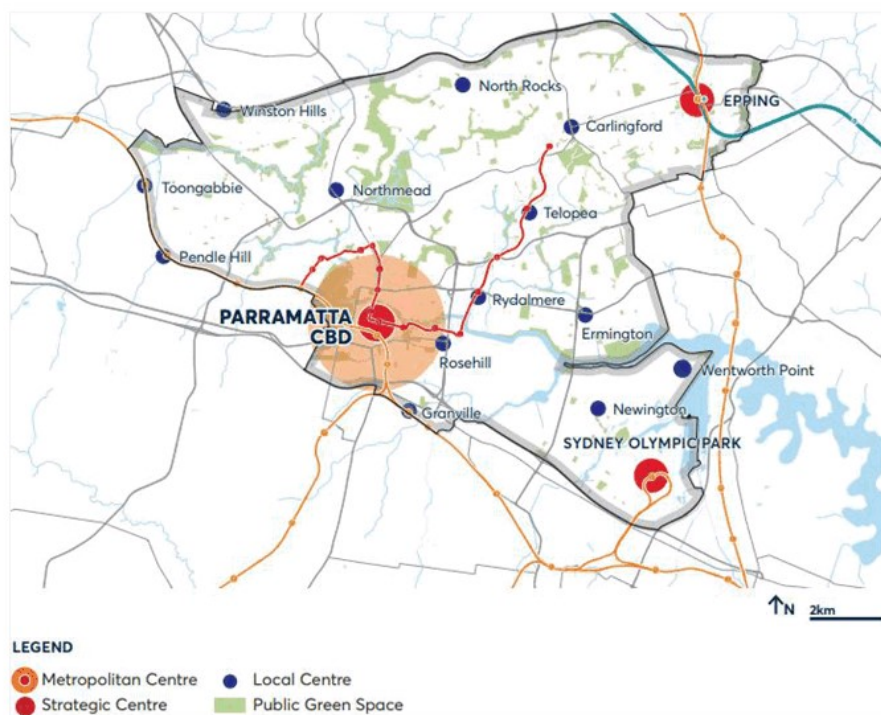 North Rocks
EPPING
Winston Hills
Carlingford
Toongabbie
Northmead
Telopea
Pendle Hill
PARRAMATTA
CBD
Rydalmere
Ermington
Rosehill
Wentworth Point
Granville
Newington
SYDNEY OLYMPIC PARK
N
2km
LEGEND
Metropolitan Centre
Local Centre
Strategic Centre
Public Green Space